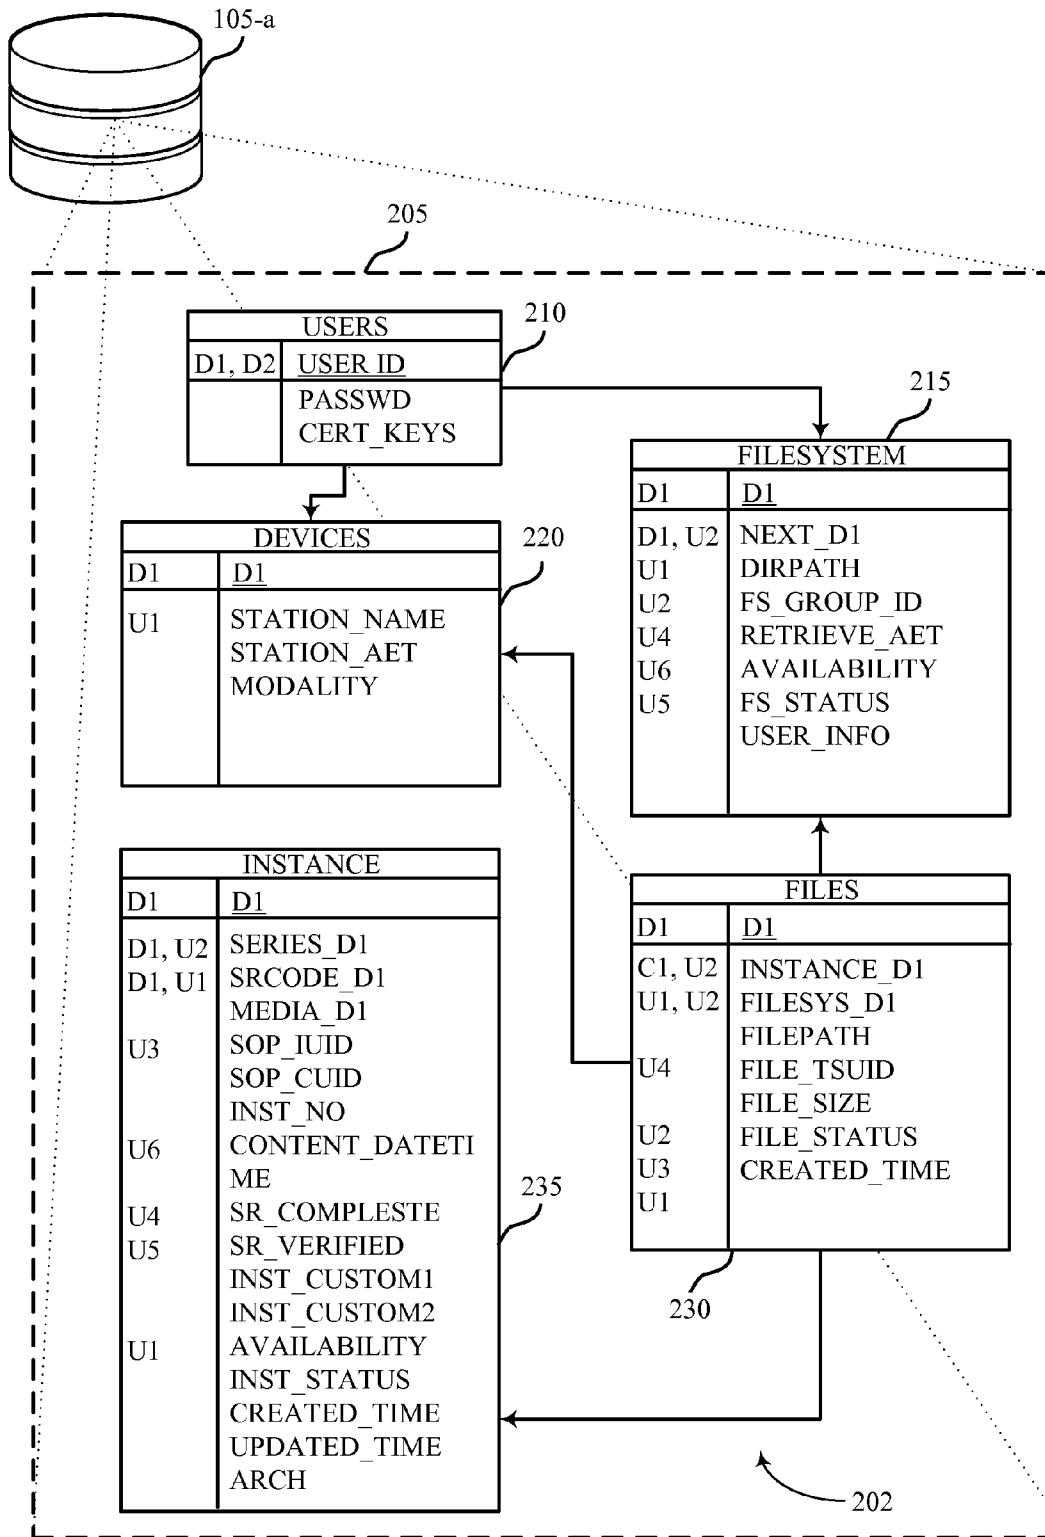 105-a
205
USERS
210
D1, D2 USER ID
PASSWD
CERT_KEYS
215
FILESYSTEM
D1 D1
D1, U2 NEXT_D1
U1 DIRPATH
U2 FS_GROUP_ID
U4 RETRIEVE_AET
U6 AVAILABILITY
U5 FS_STATUS
USER_INFO
DEVICES
220
D1 D1
U1 STATION_NAME
STATION_AET
MODALITY
INSTANCE
D1 D1
D1, U2 SERIES_D1
D1, U1 SRCODE_D1
MEDIA_D1
U3 SOP_IUID
SOP_CUID
INST_NO
U6 CONTENT_DATETI
ME
U4 SR_COMPLESTE
U5 SR_VERIFIED
INST_CUSTOM1
INST_CUSTOM2
U1 AVAILABILITY
INST_STATUS
CREATED_TIME
UPDATED_TIME
ARCH
235
FILES
D1 D1
C1, U2 INSTANCE_D1
U1, U2 FILESYS_D1
FILEPATH
U4 FILE_TSUID
FILE_SIZE
U2 FILE_STATUS
U3 CREATED_TIME
U1
230
202